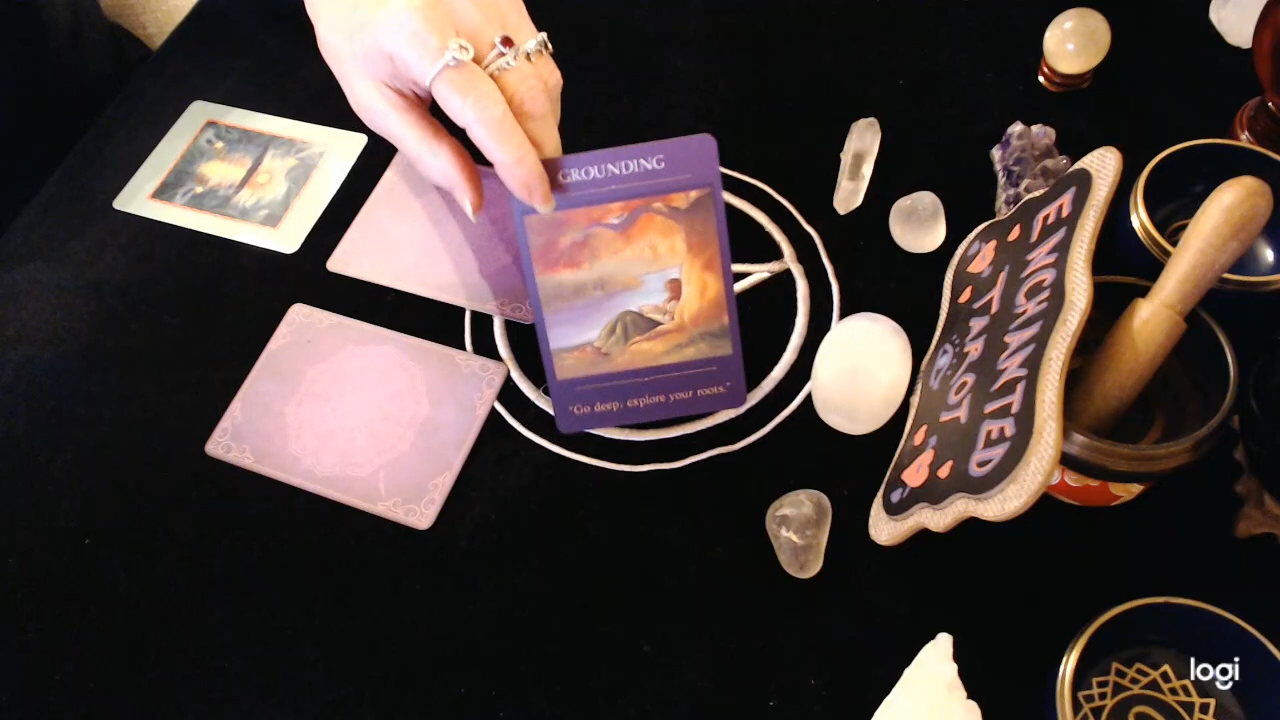 GROUNDING
"Go deep; explore your roots."
ENCHANTED
TAROT
logi